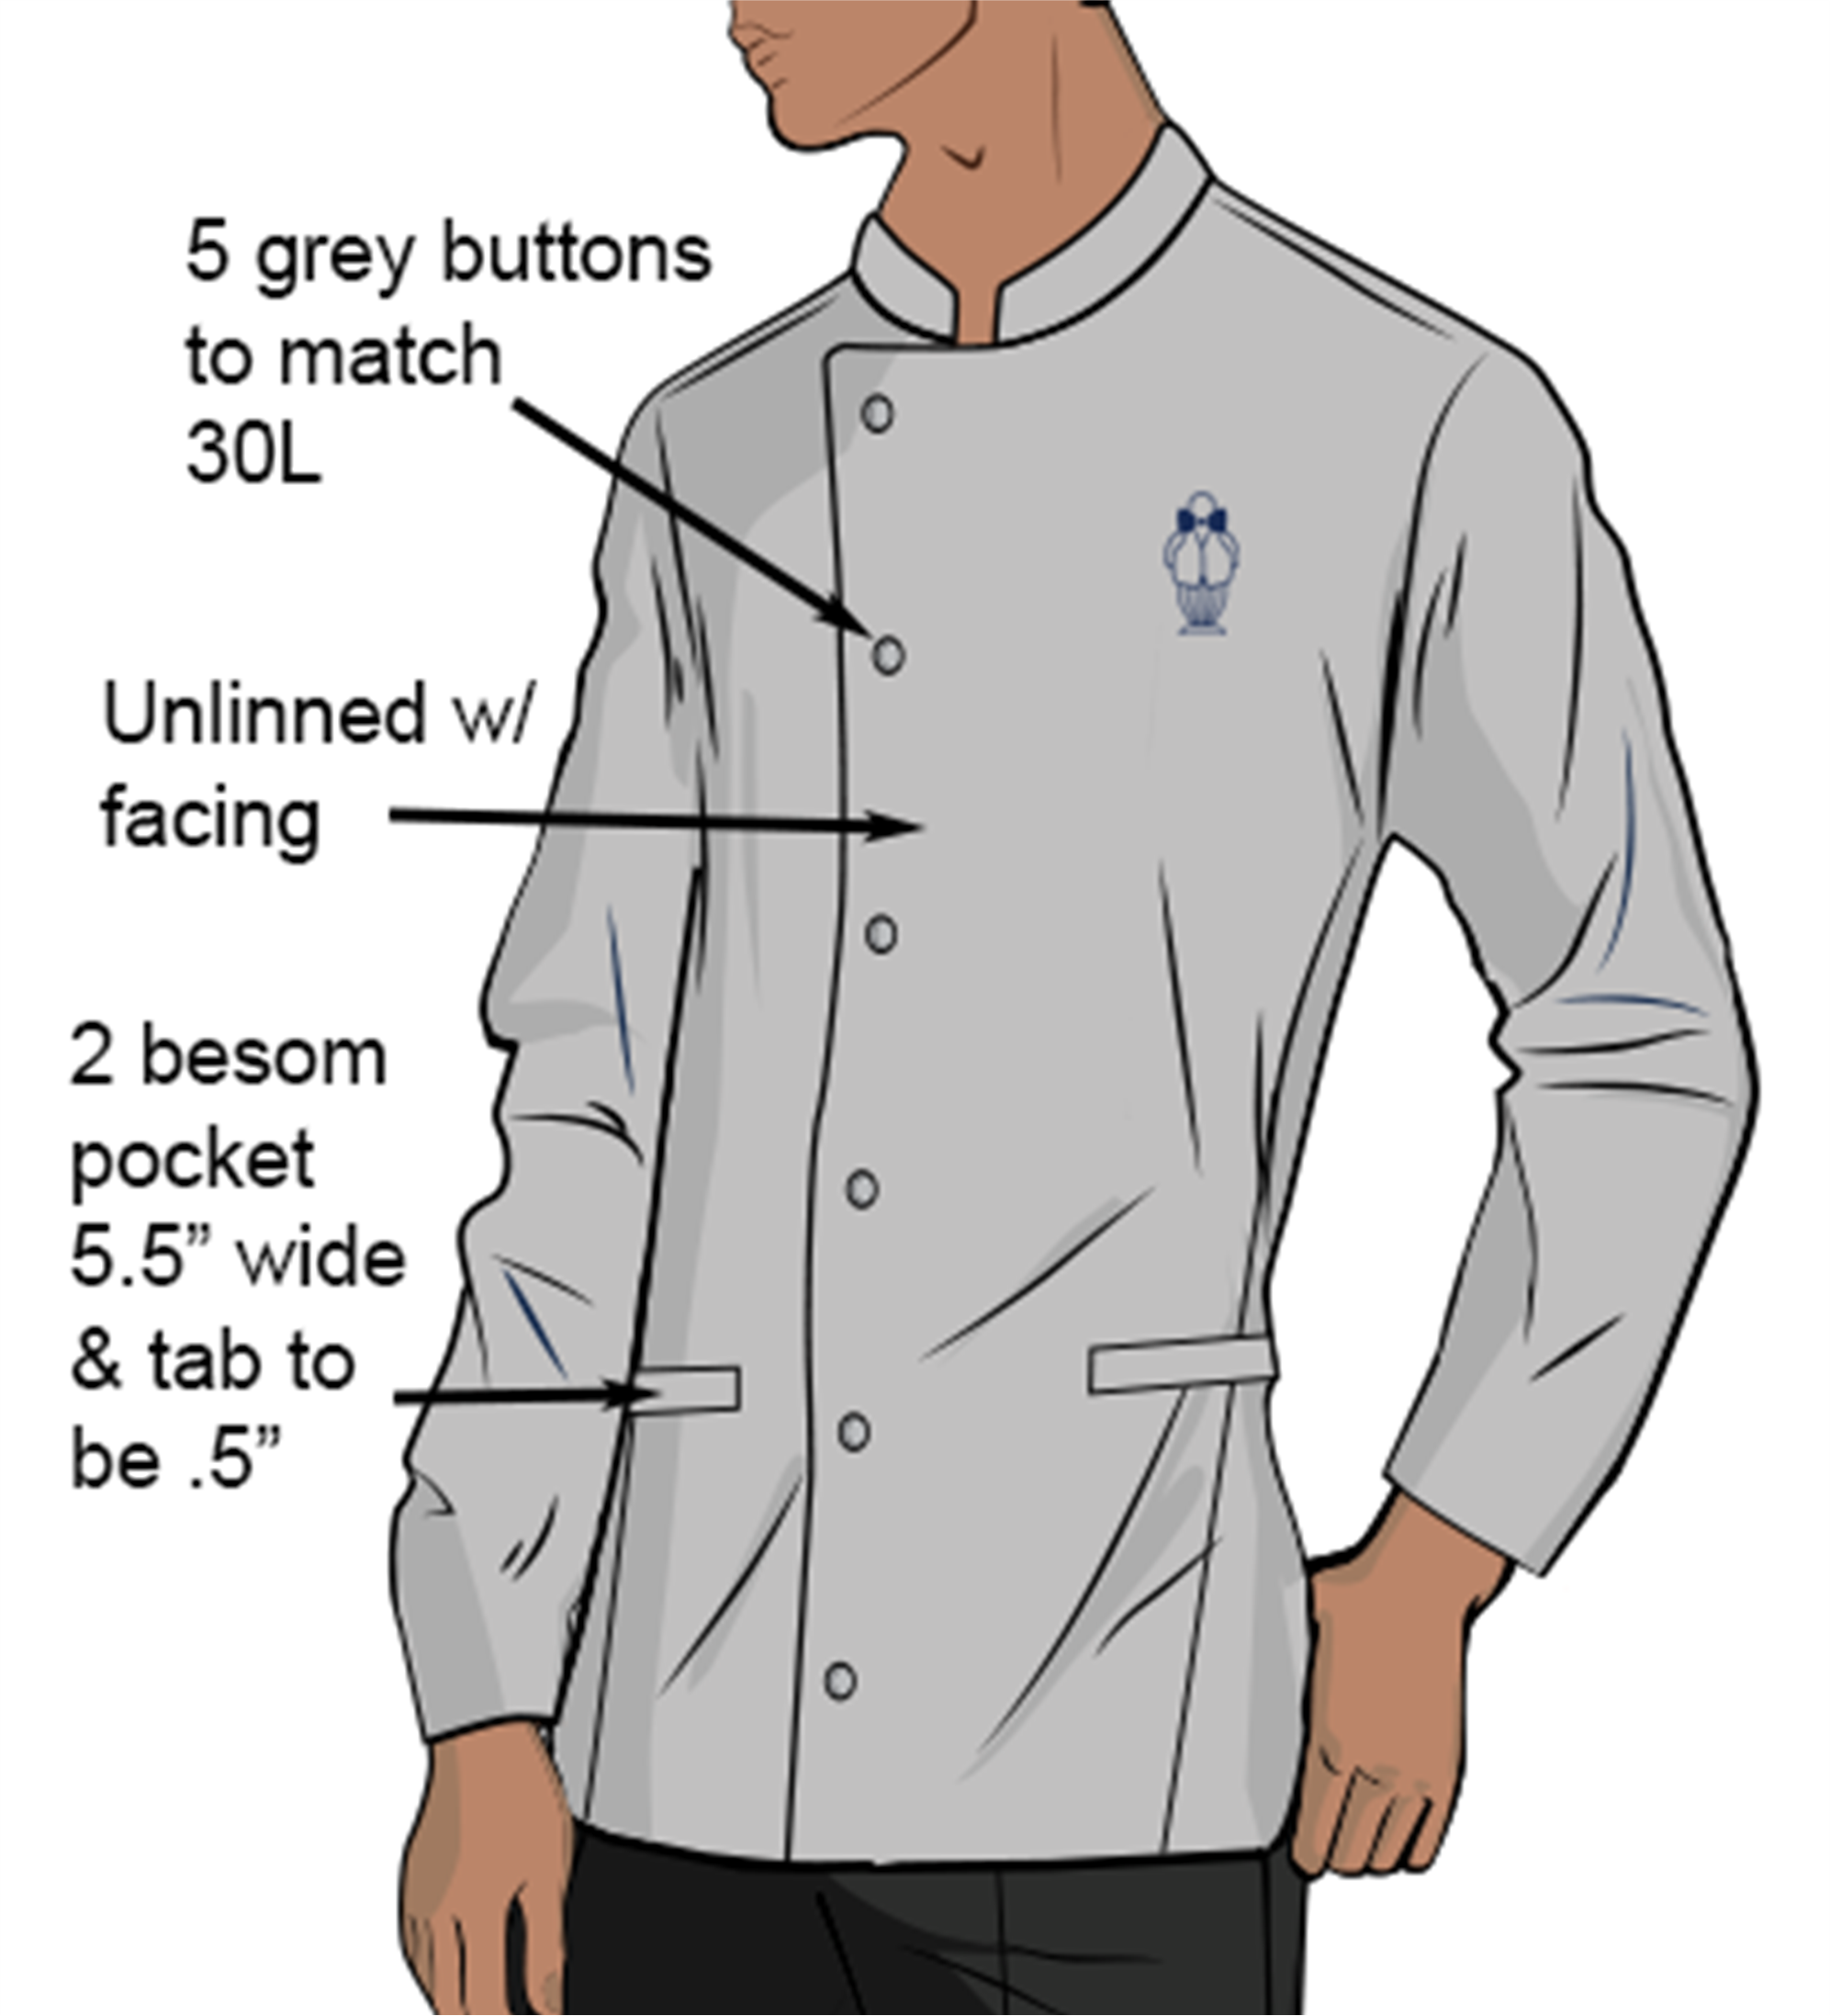 5 grey buttons
to match
30L
Unlinned w/
facing
2 besom
pocket
5.5” wide
& tab to
be .5”